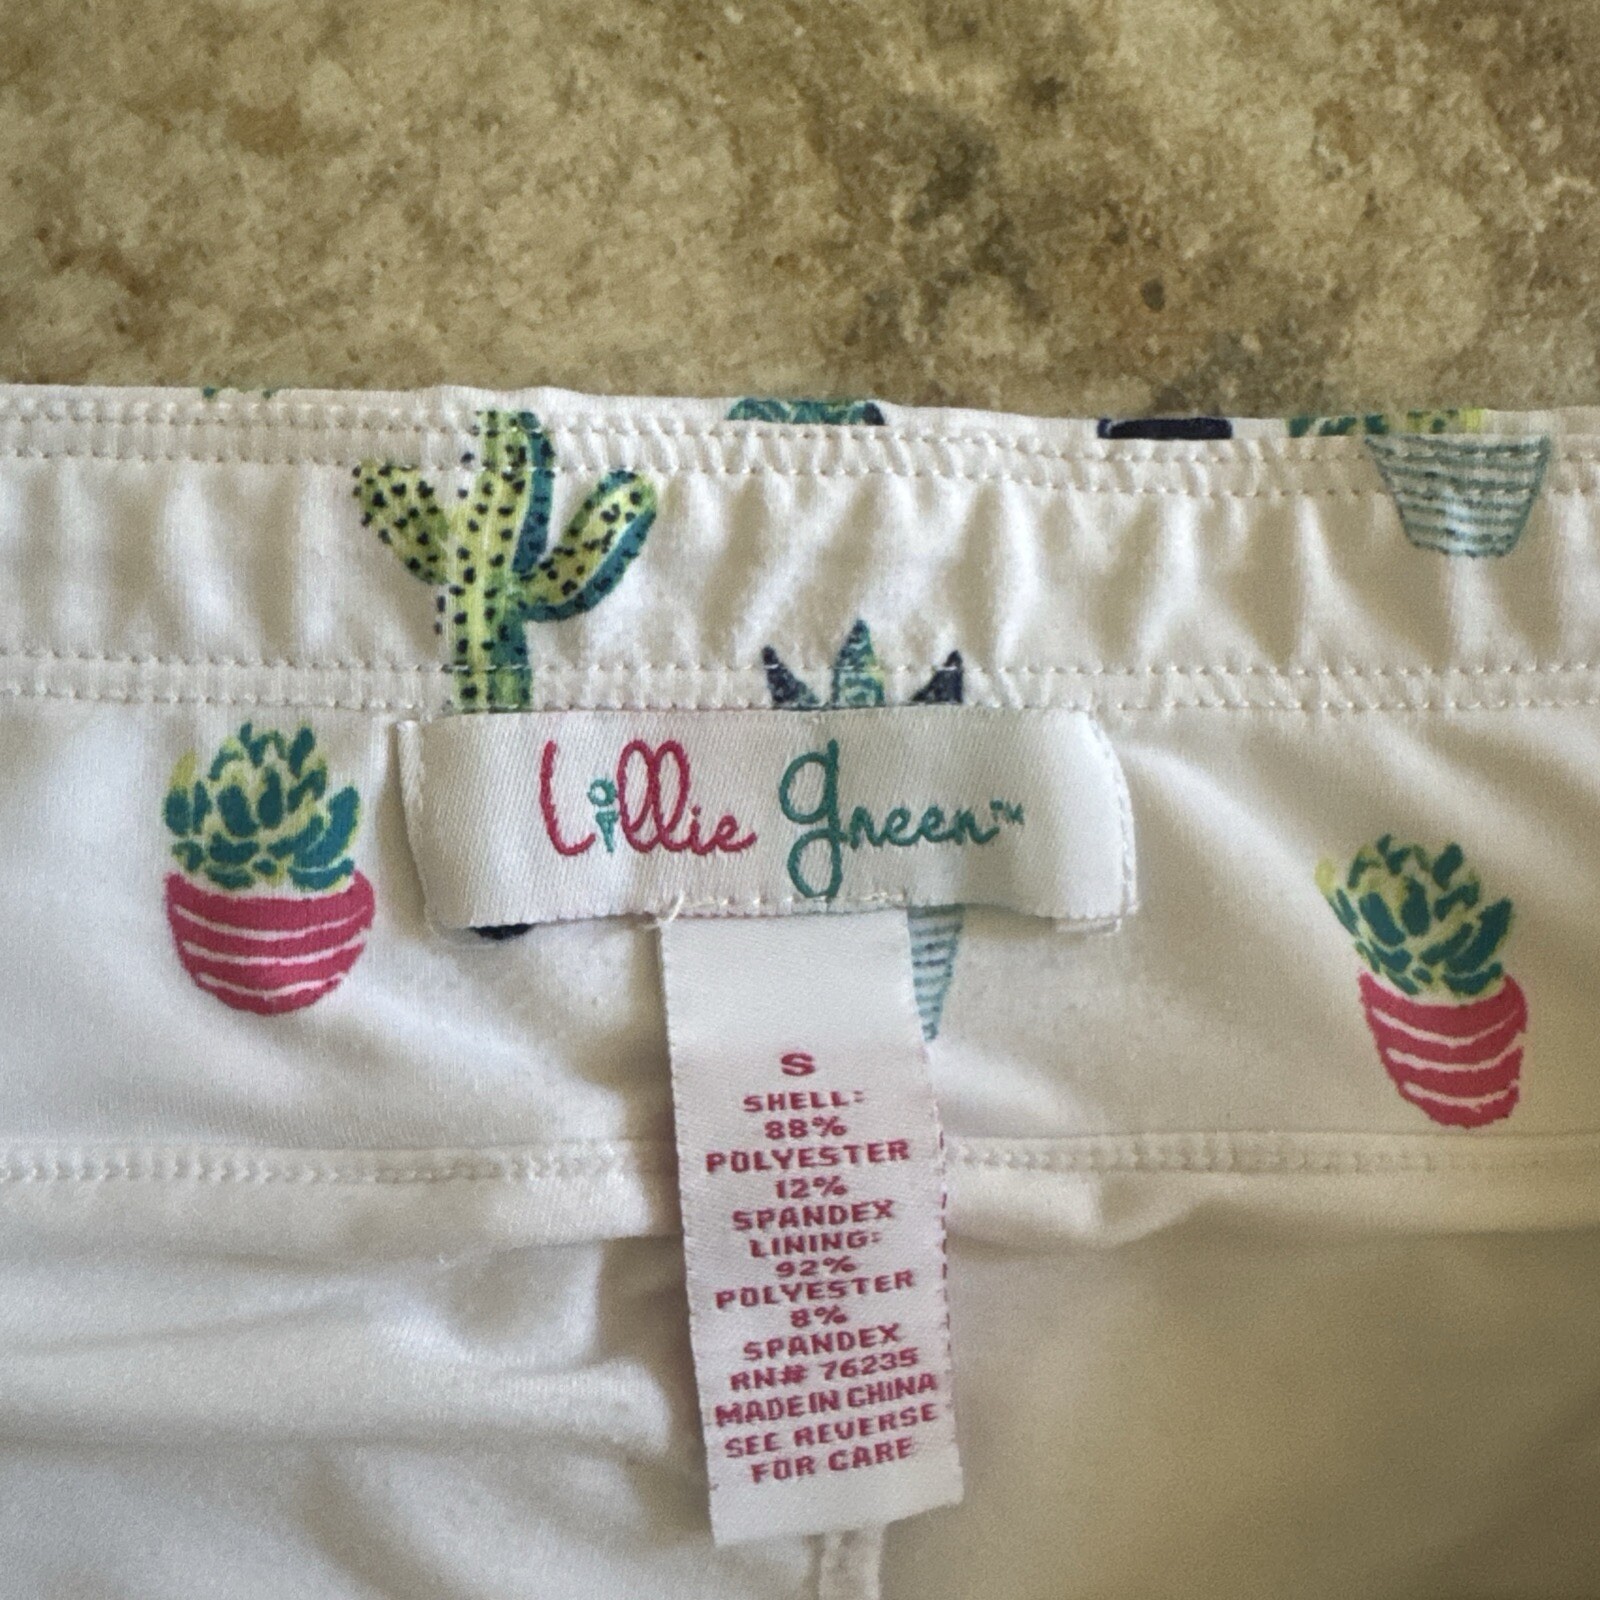 Lillie Green™
S
SHELL:
88%
POLYESTER
12%
SPANDEX
LINING:
92%
POLYESTER
8%
SPANDEX
RN# 76235
MADE IN CHINA
SEE REVERSE
FOR CARE